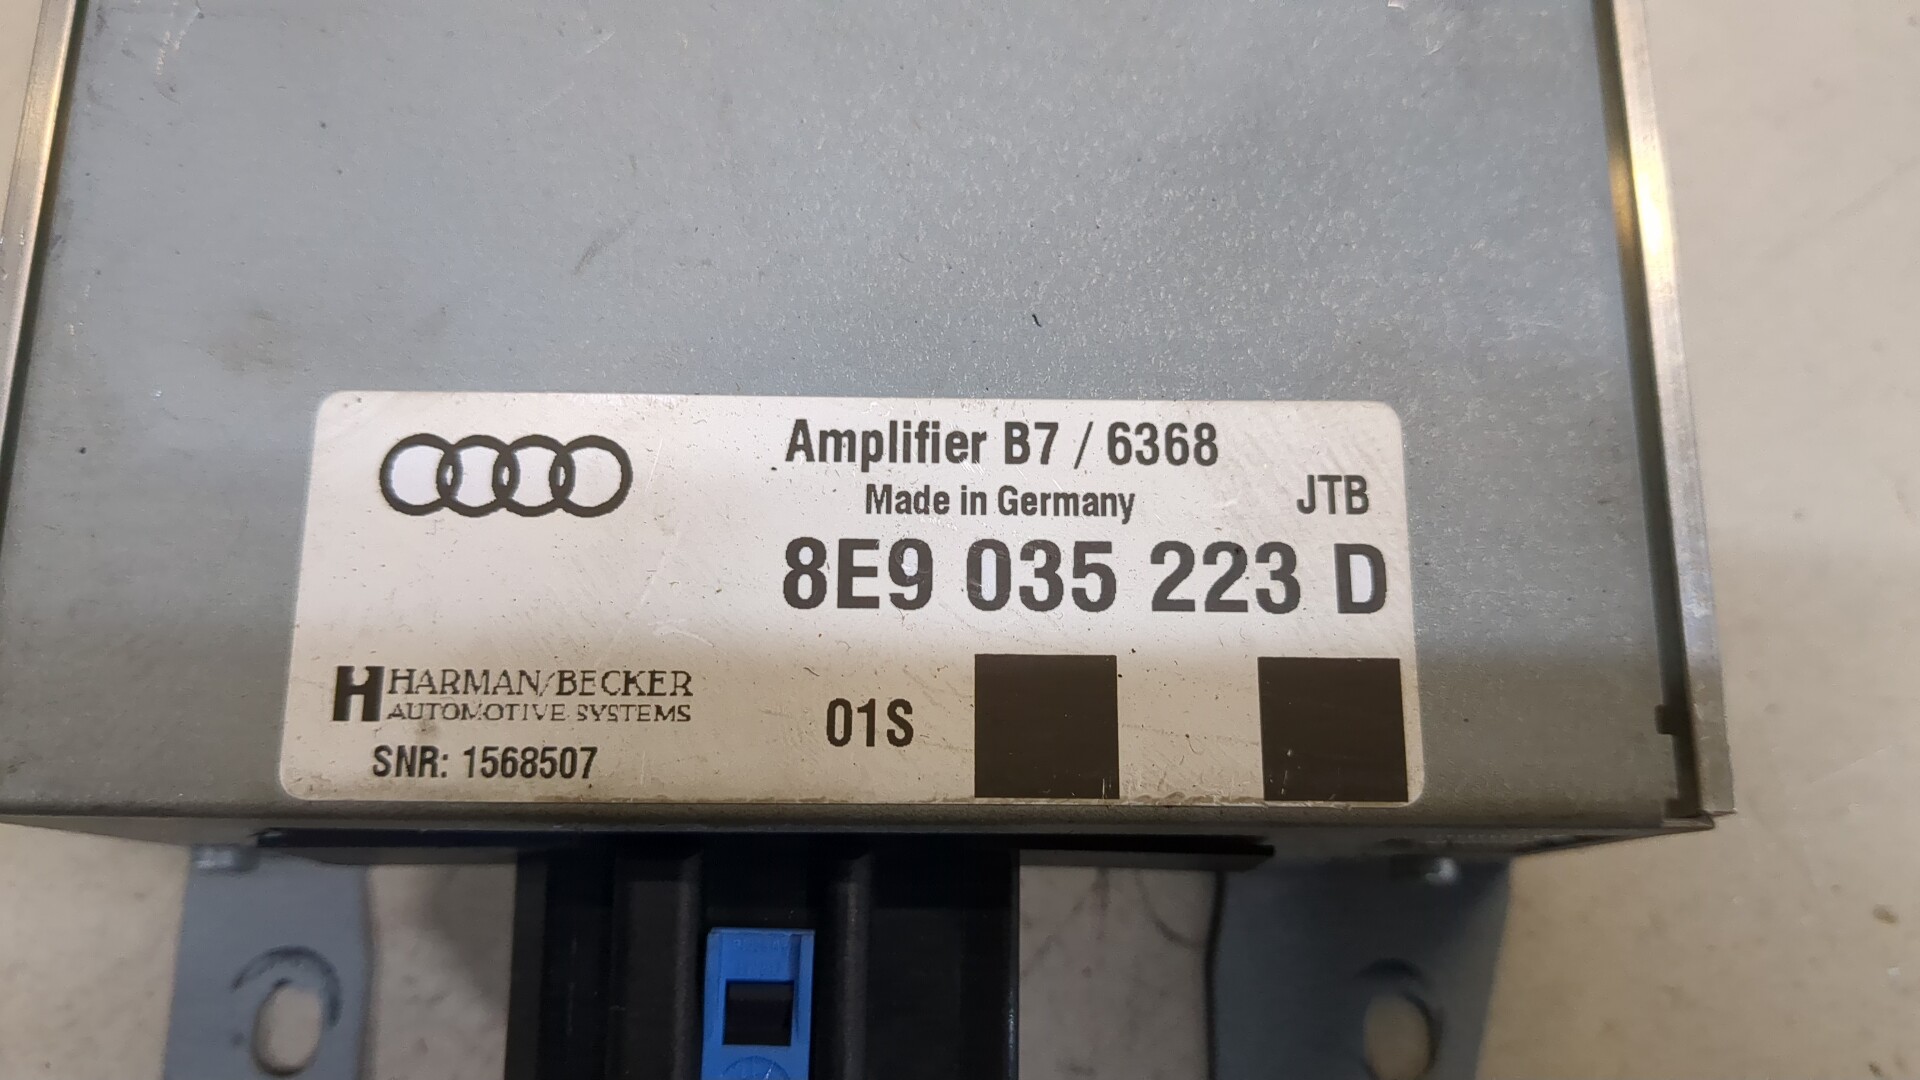 Amplifier B7 / 6368
Made in Germany
JTB
8E9 035 223 D
HARMAN/BECKER
AUTOMOTIVE SYSTEMS
01S
SNR: 1568507